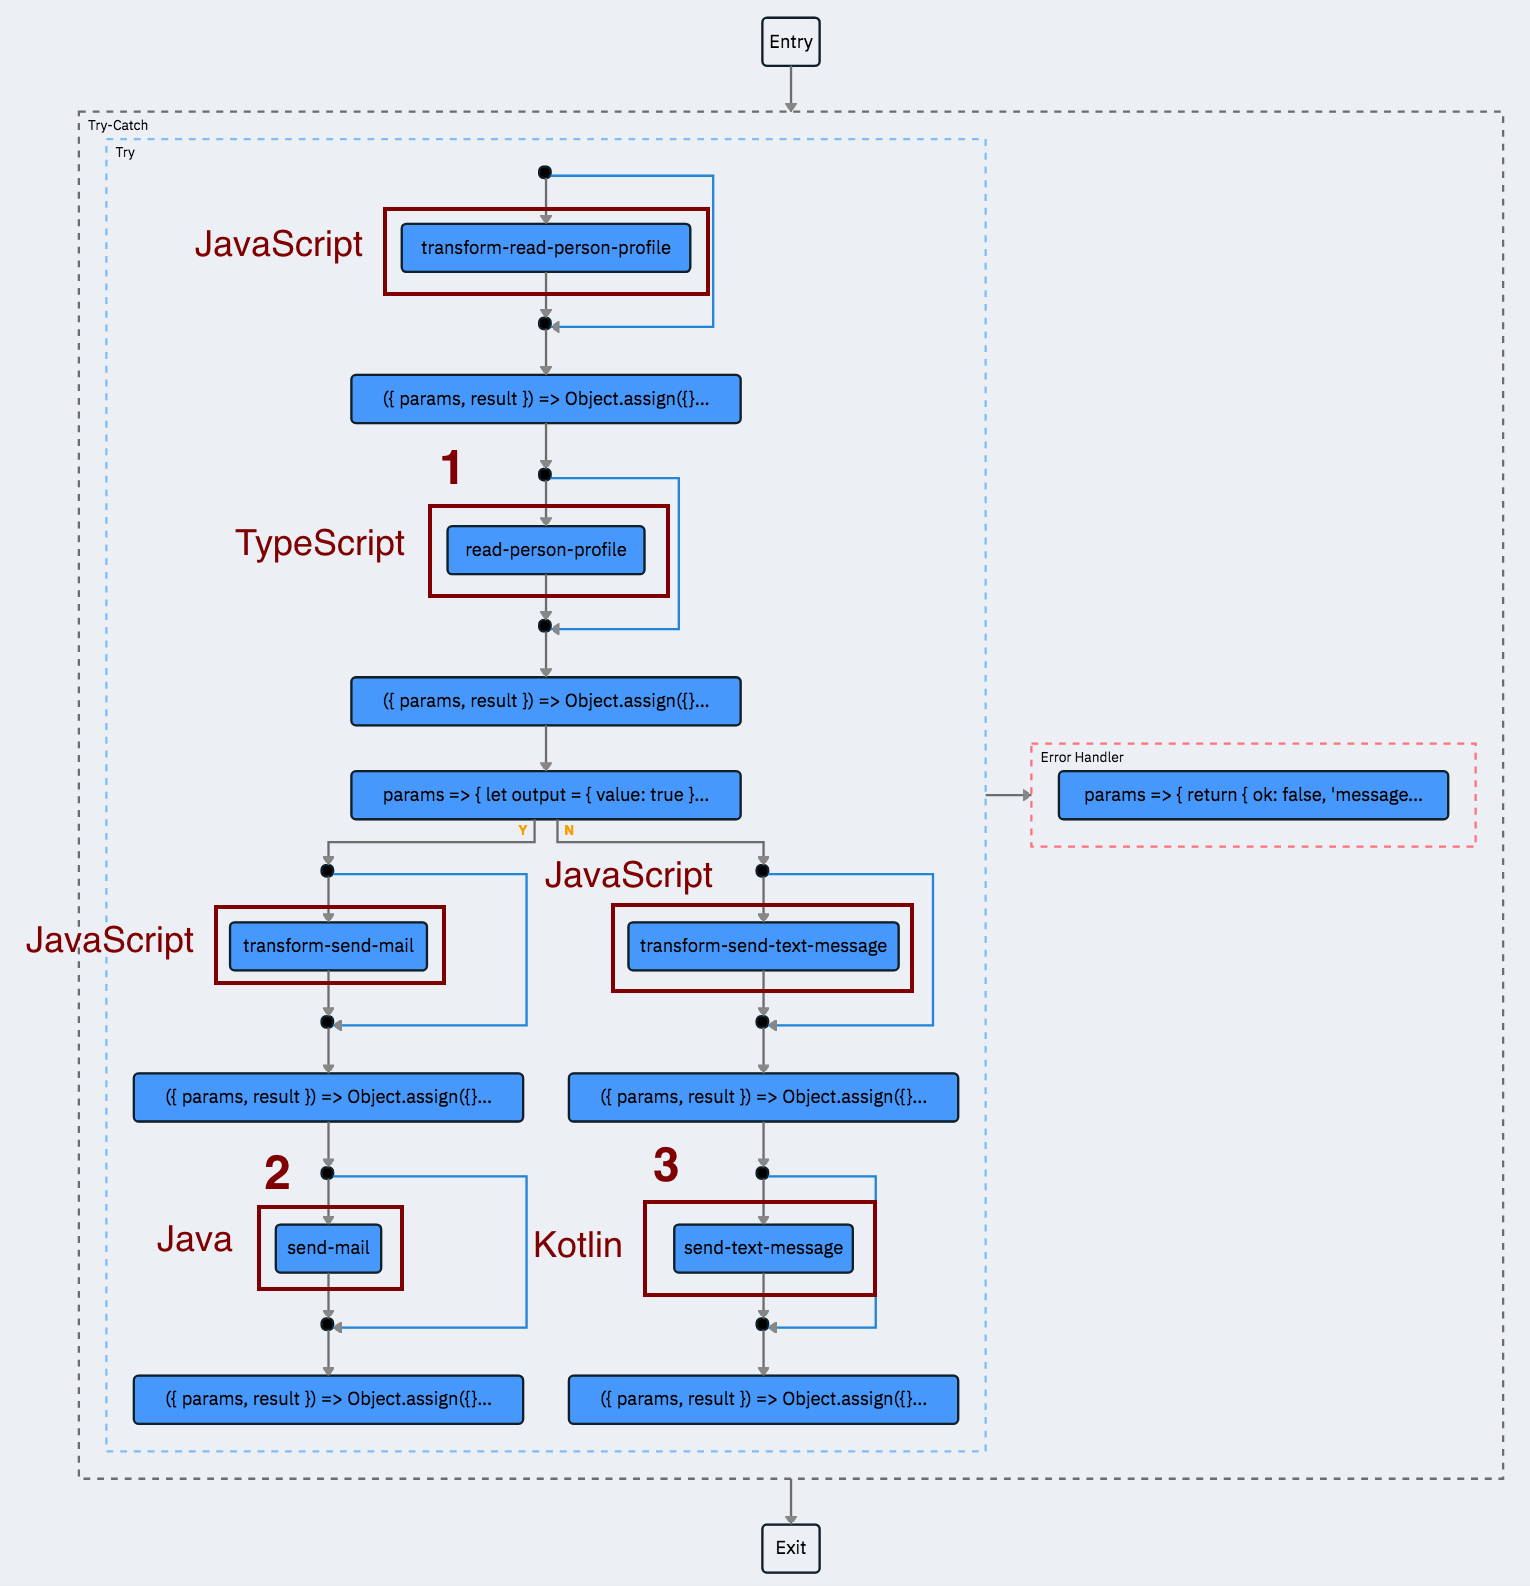 Entry
Try-Catch
Try
JavaScript
transform-read-person-profile
({ params, result }) => Object.assign({}...
1
TypeScript
read-person-profile
({ params, result }) => Object.assign({}...
params => { let output = { value: true }...
Y
N
Error Handler
params => { return { ok: false, 'message...
JavaScript
JavaScript
transform-send-mail
transform-send-text-message
({ params, result }) => Object.assign({}...
({ params, result }) => Object.assign({}...
2
3
Java
send-mail
Kotlin
send-text-message
({ params, result }) => Object.assign({}...
({ params, result }) => Object.assign({}...
Exit